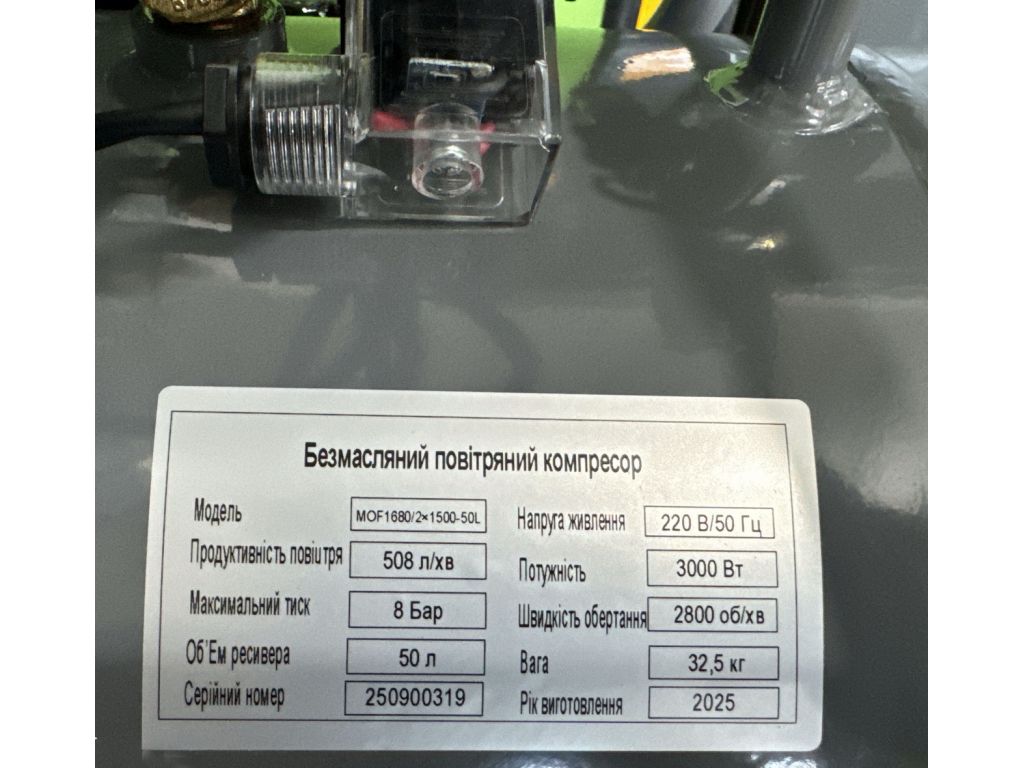 Безмасляний повітряний компресор
Модель MOF1680/2×1500-50L
Продуктивність повіштря 508 л/хв
Максимальний тиск 8 Бар
Об'Ем ресивера 50 л
Серійний номер 250900319
Напруга живлення 220 В/50 Гц
Потужність 3000 Вт
Швидкість обертання 2800 об/хв
Вага 32,5 кг
Рік виготовлення 2025